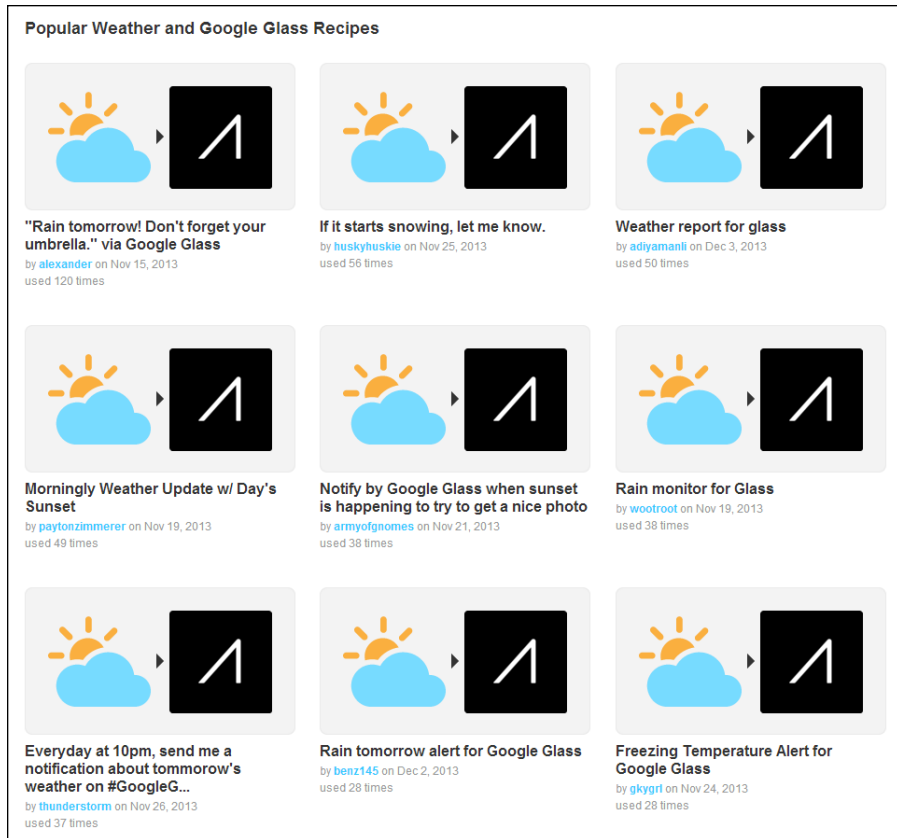 Popular Weather and Google Glass Recipes
"Rain tomorrow! Don't forget your
umbrella." via Google Glass
by alexander on Nov 15, 2013
used 120 times
If it starts snowing, let me know.
by huskyhuskie on Nov 25, 2013
used 56 times
Weather report for glass
by adiyamanli on Dec 3, 2013
used 50 times
Morningly Weather Update w/ Day's
Sunset
by paytonzimmerer on Nov 19, 2013
used 49 times
Notify by Google Glass when sunset
is happening to try to get a nice photo
by armyofgnomes on Nov 21, 2013
used 38 times
Rain monitor for Glass
by wootroot on Nov 19, 2013
used 38 times
Everyday at 10pm, send me a
notification about tommorow's
weather on #GoogleG...
by thunderstorm on Nov 26, 2013
used 37 times
Rain tomorrow alert for Google Glass
by benz145 on Dec 2, 2013
used 28 times
Freezing Temperature Alert for
Google Glass
by gkygrl on Nov 24, 2013
used 28 times